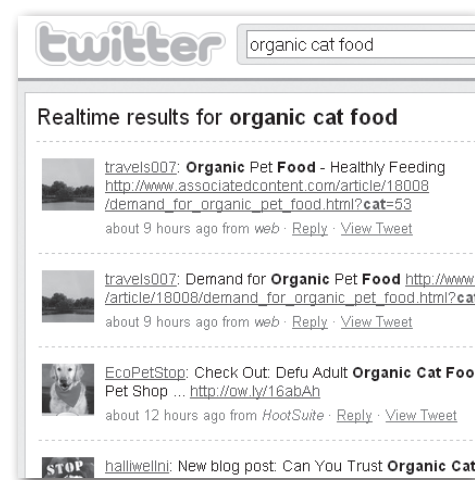 twitter
organic cat food
Realtime results for organic cat food
travels007: Organic Pet Food - Healthly Feeding
http://www.associatedcontent.com/article/18008
/demand_for_organic_pet_food.html?cat=53
about 9 hours ago from web · Reply · View Tweet
travels007: Demand for Organic Pet Food http://www
/article/18008/demand_for_organic_pet_food.html?ca
about 9 hours ago from web · Reply · View Tweet
EcoPetStop: Check Out: Defu Adult Organic Cat Foo
Pet Shop ... http://ow.ly/16abAh
about 12 hours ago from HootSuite · Reply · View Tweet
STOP
halliwellni: New blog post: Can You Trust Organic Cat